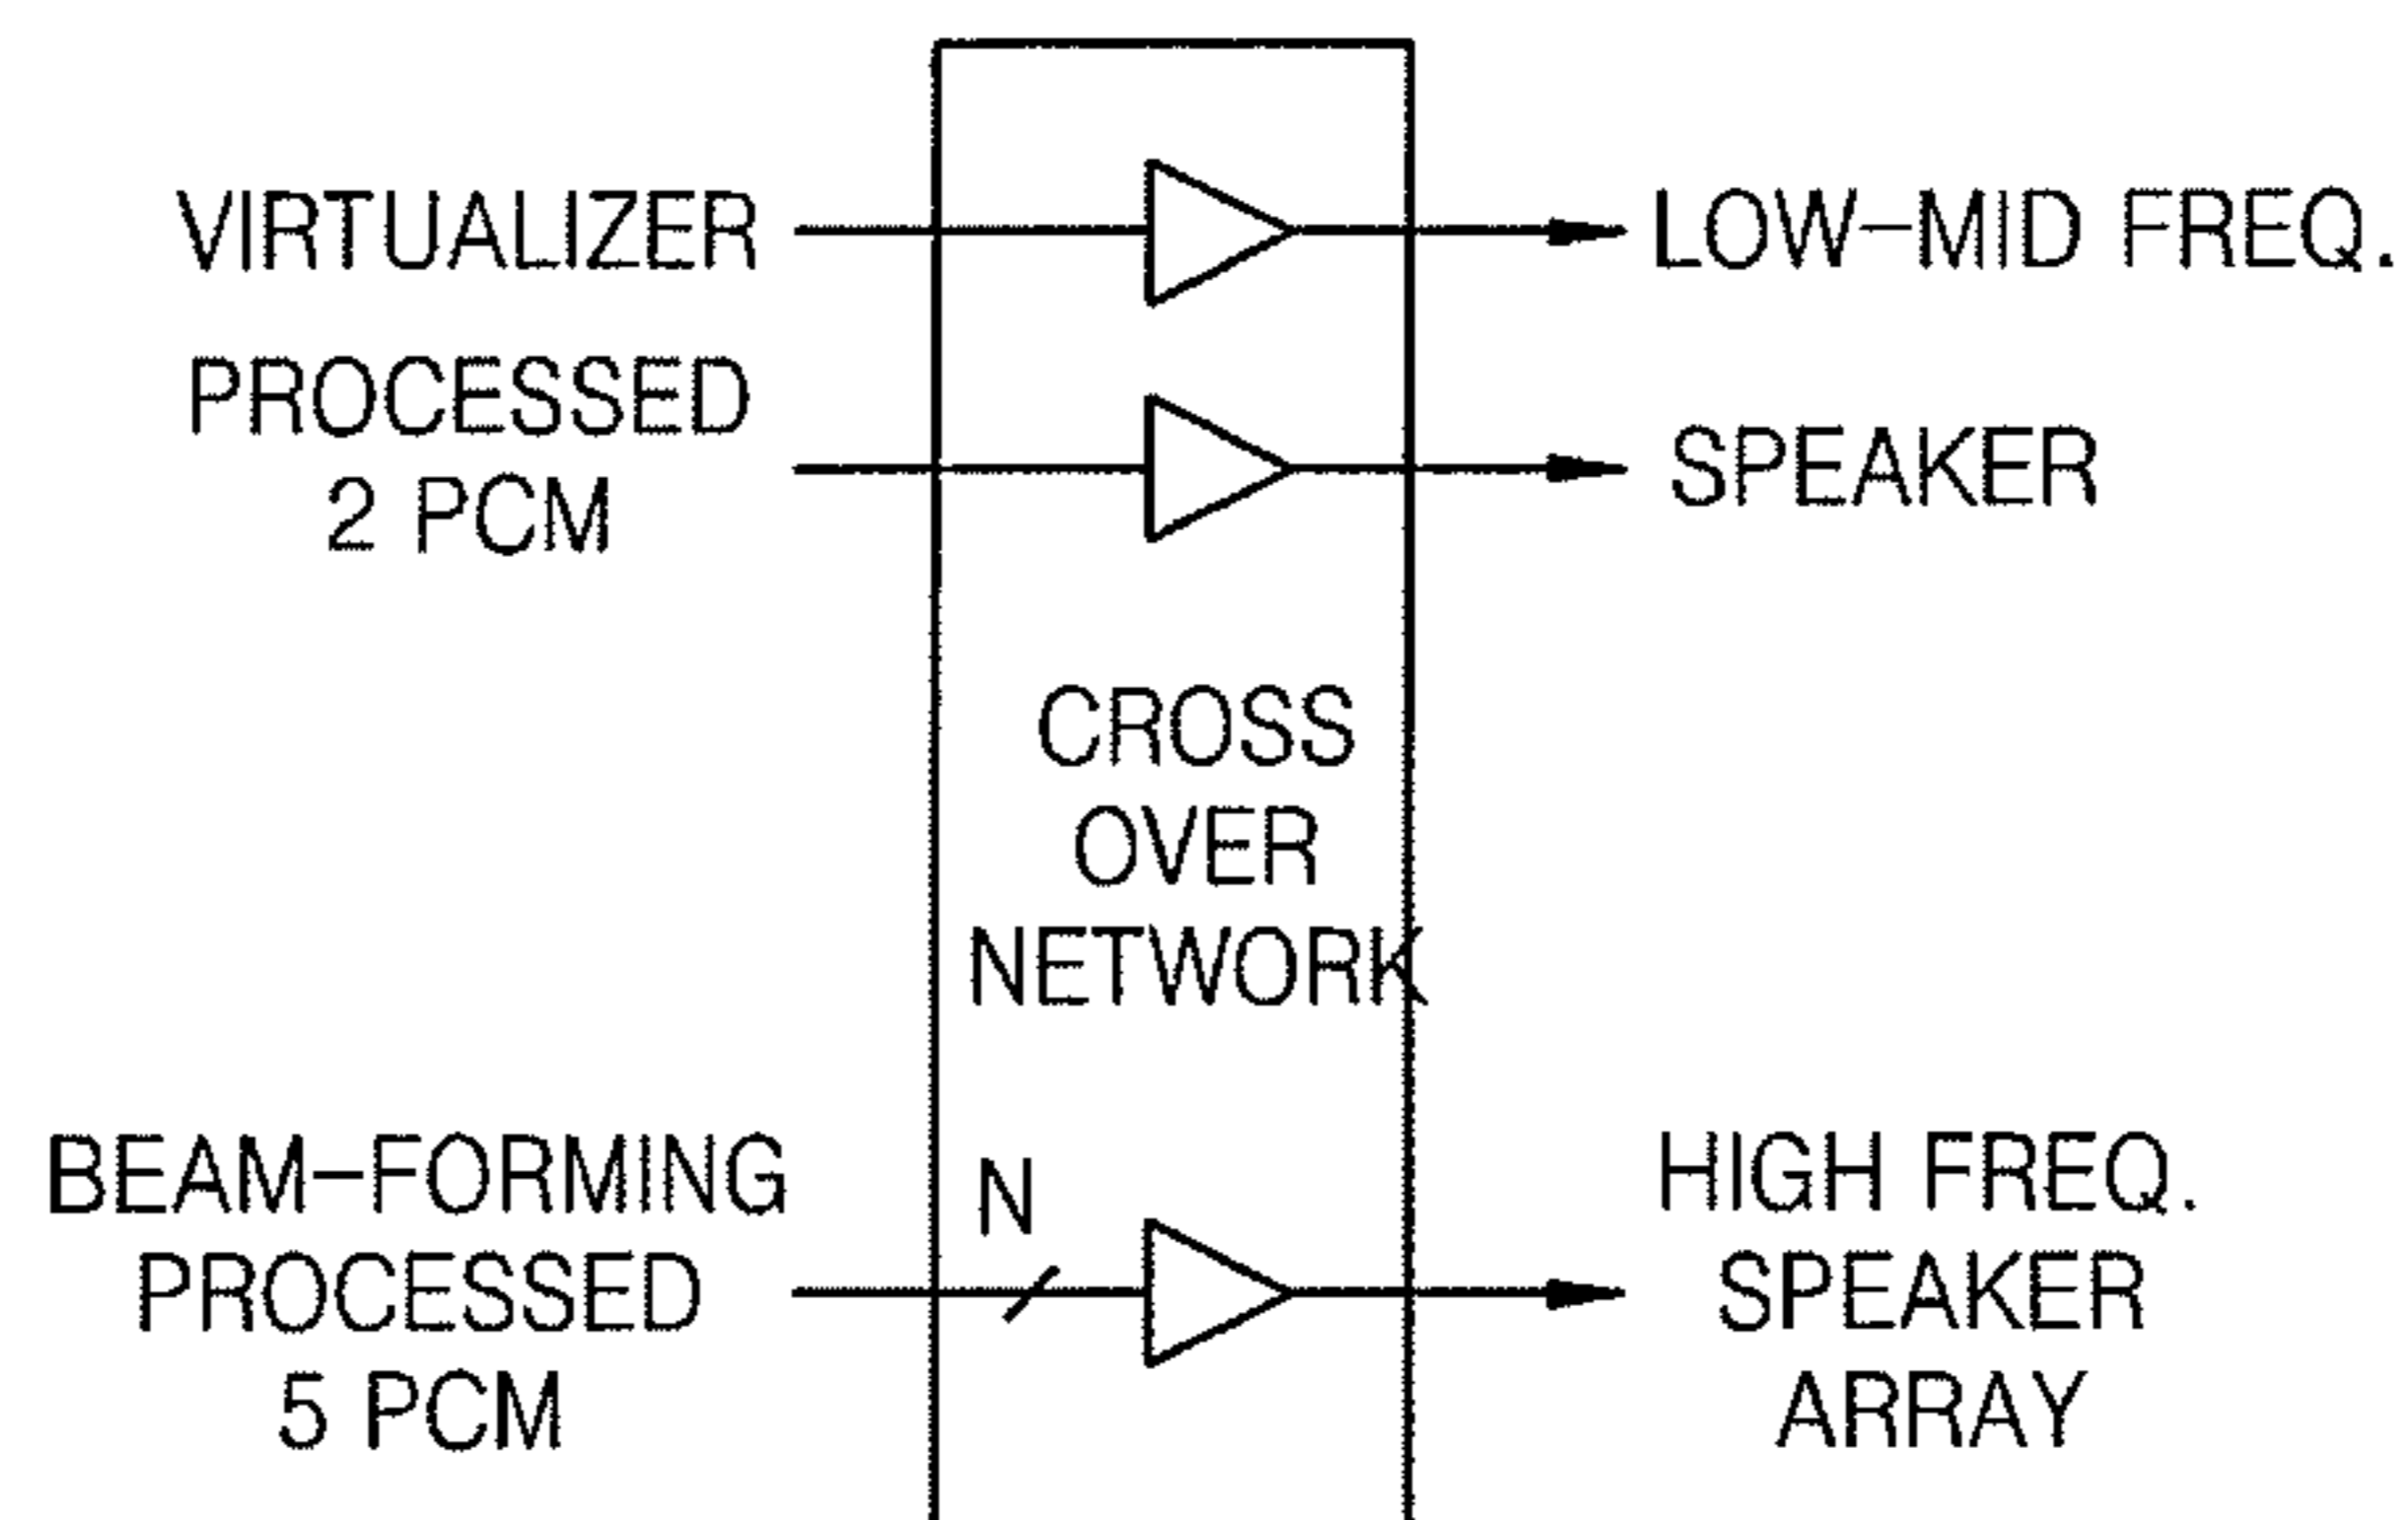 VIRTUALIZER
PROCESSED
2 PCM
LOW-MID FREQ.
SPEAKER
CROSS
OVER
NETWORK
BEAM-FORMING
PROCESSED
5 PCM
N
HIGH FREQ.
SPEAKER
ARRAY